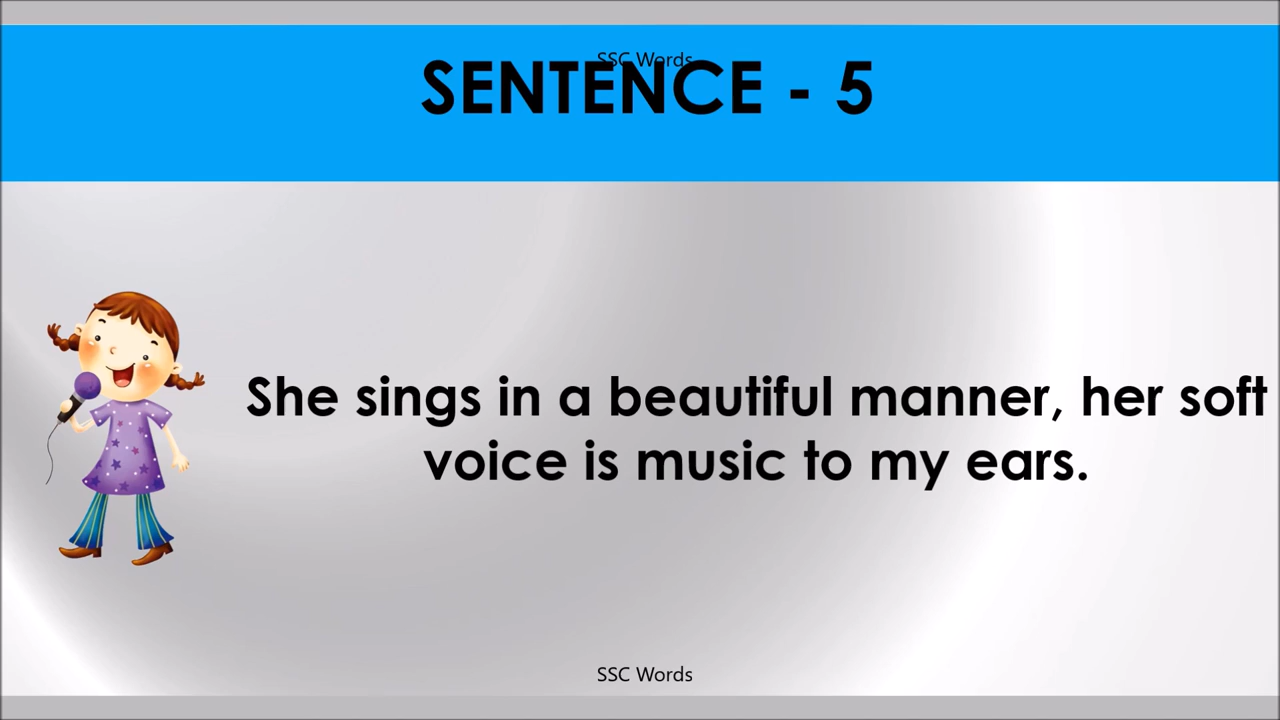 SSC Words
SENTENCE - 5
She sings in a beautiful manner, her soft
voice is music to my ears.
SSC Words